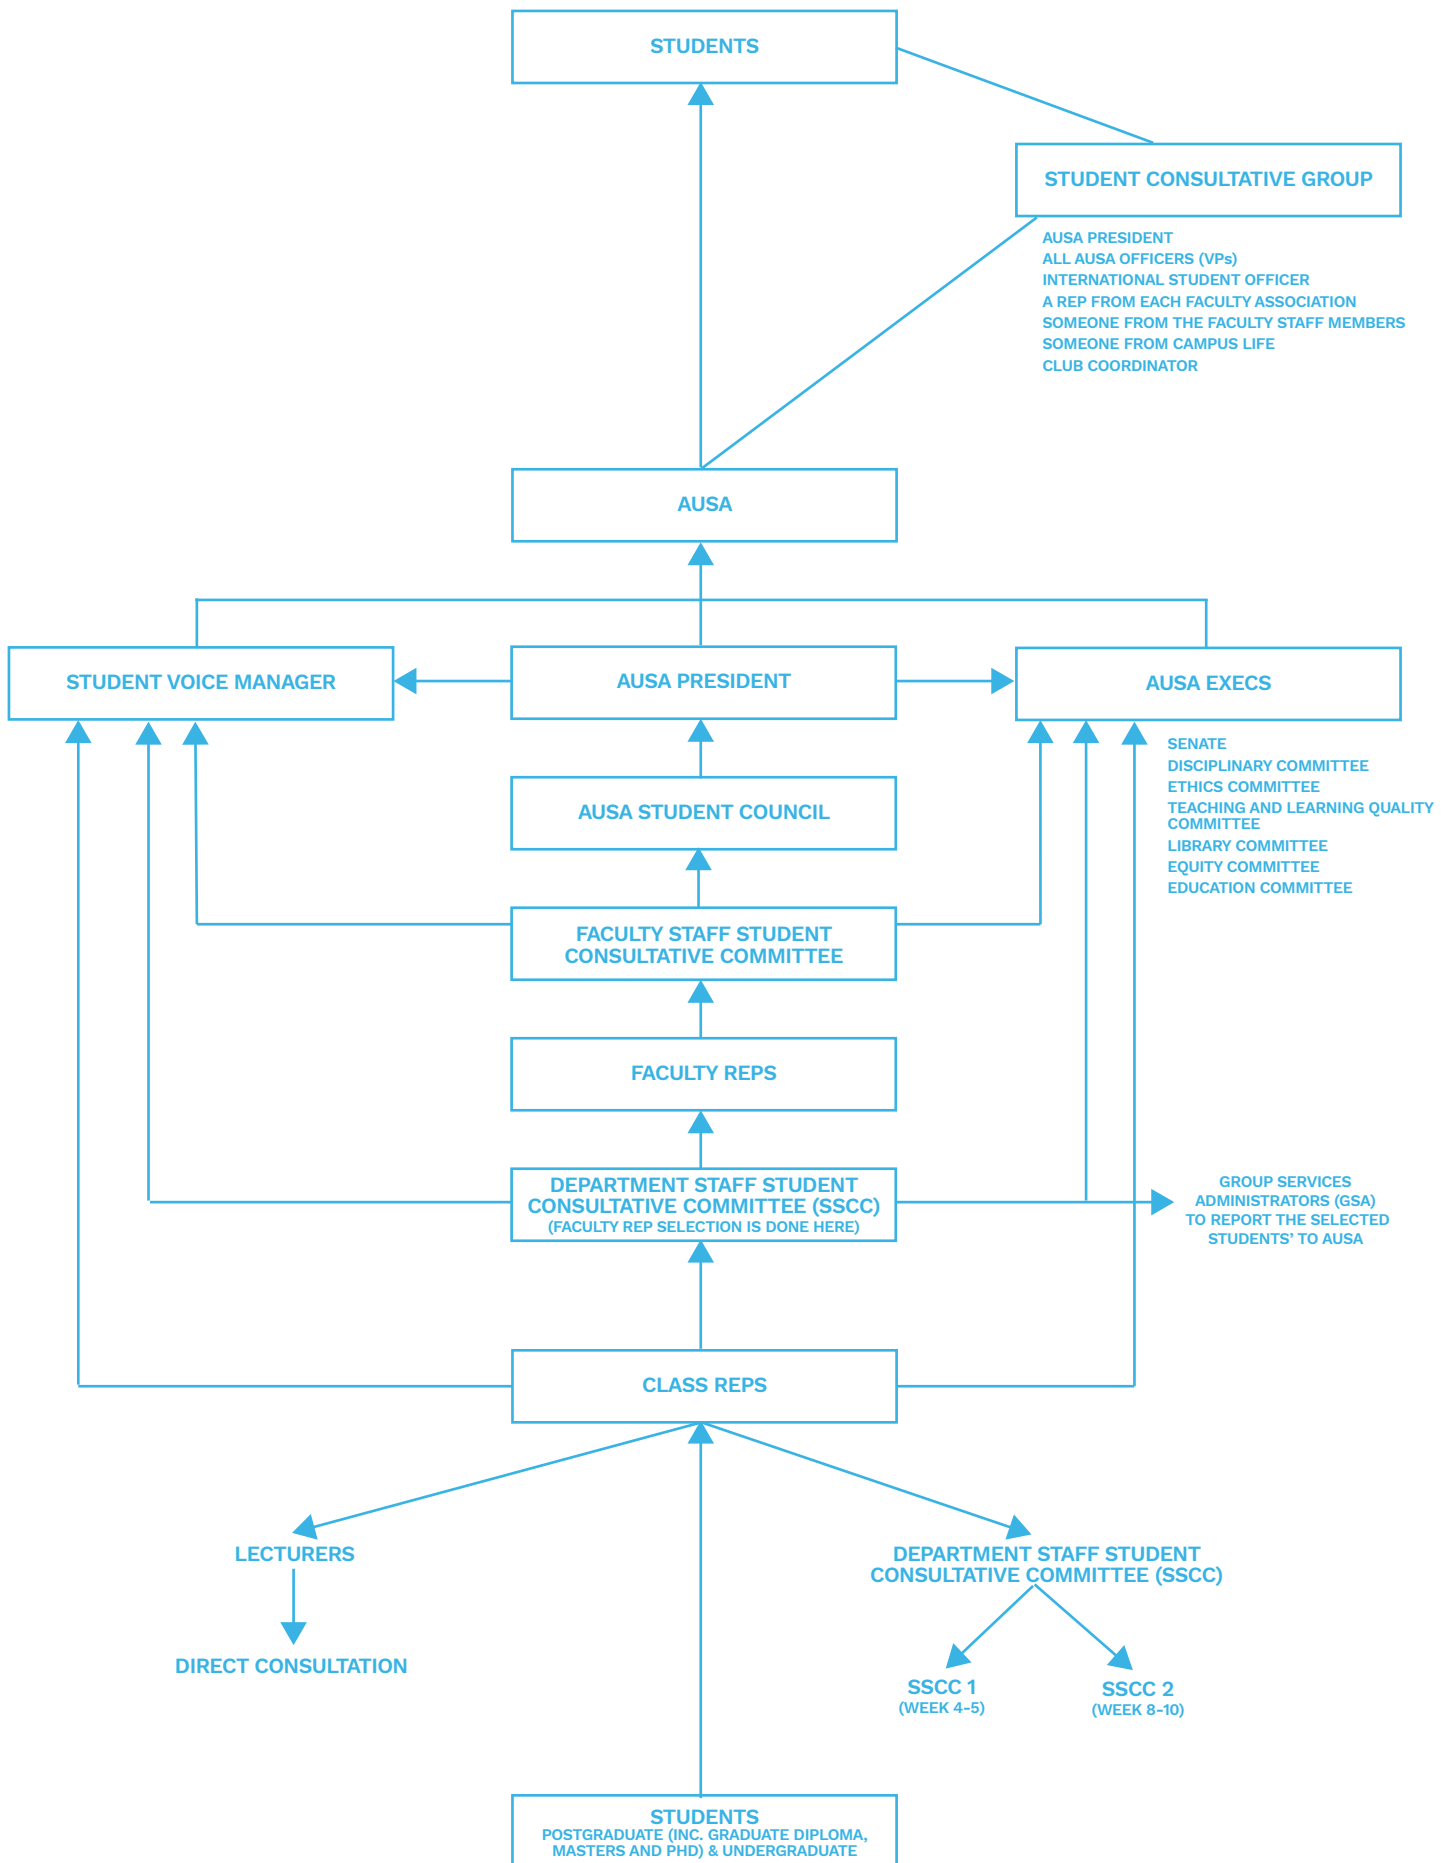 STUDENTS
STUDENT CONSULTATIVE GROUP
AUSA PRESIDENT
ALL AUSA OFFICERS (VPs)
INTERNATIONAL STUDENT OFFICER
A REP FROM EACH FACULTY ASSOCIATION
SOMEONE FROM THE FACULTY STAFF MEMBERS
SOMEONE FROM CAMPUS LIFE
CLUB COORDINATOR
AUSA
STUDENT VOICE MANAGER
AUSA PRESIDENT
AUSA EXECS
SENATE
DISCIPLINARY COMMITTEE
ETHICS COMMITTEE
TEACHING AND LEARNING QUALITY
COMMITTEE
LIBRARY COMMITTEE
EQUITY COMMITTEE
EDUCATION COMMITTEE
AUSA STUDENT COUNCIL
FACULTY STAFF STUDENT
CONSULTATIVE COMMITTEE
FACULTY REPS
DEPARTMENT STAFF STUDENT
CONSULTATIVE COMMITTEE (SSCC)
(FACULTY REP SELECTION IS DONE HERE)
GROUP SERVICES
ADMINISTRATORS (GSA)
TO REPORT THE SELECTED
STUDENTS’ TO AUSA
CLASS REPS
LECTURERS
DIRECT CONSULTATION
DEPARTMENT STAFF STUDENT
CONSULTATIVE COMMITTEE (SSCC)
SSCC 1
(WEEK 4-5)
SSCC 2
(WEEK 8-10)
STUDENTS
POSTGRADUATE (INC. GRADUATE DIPLOMA,
MASTERS AND PHD) & UNDERGRADUATE